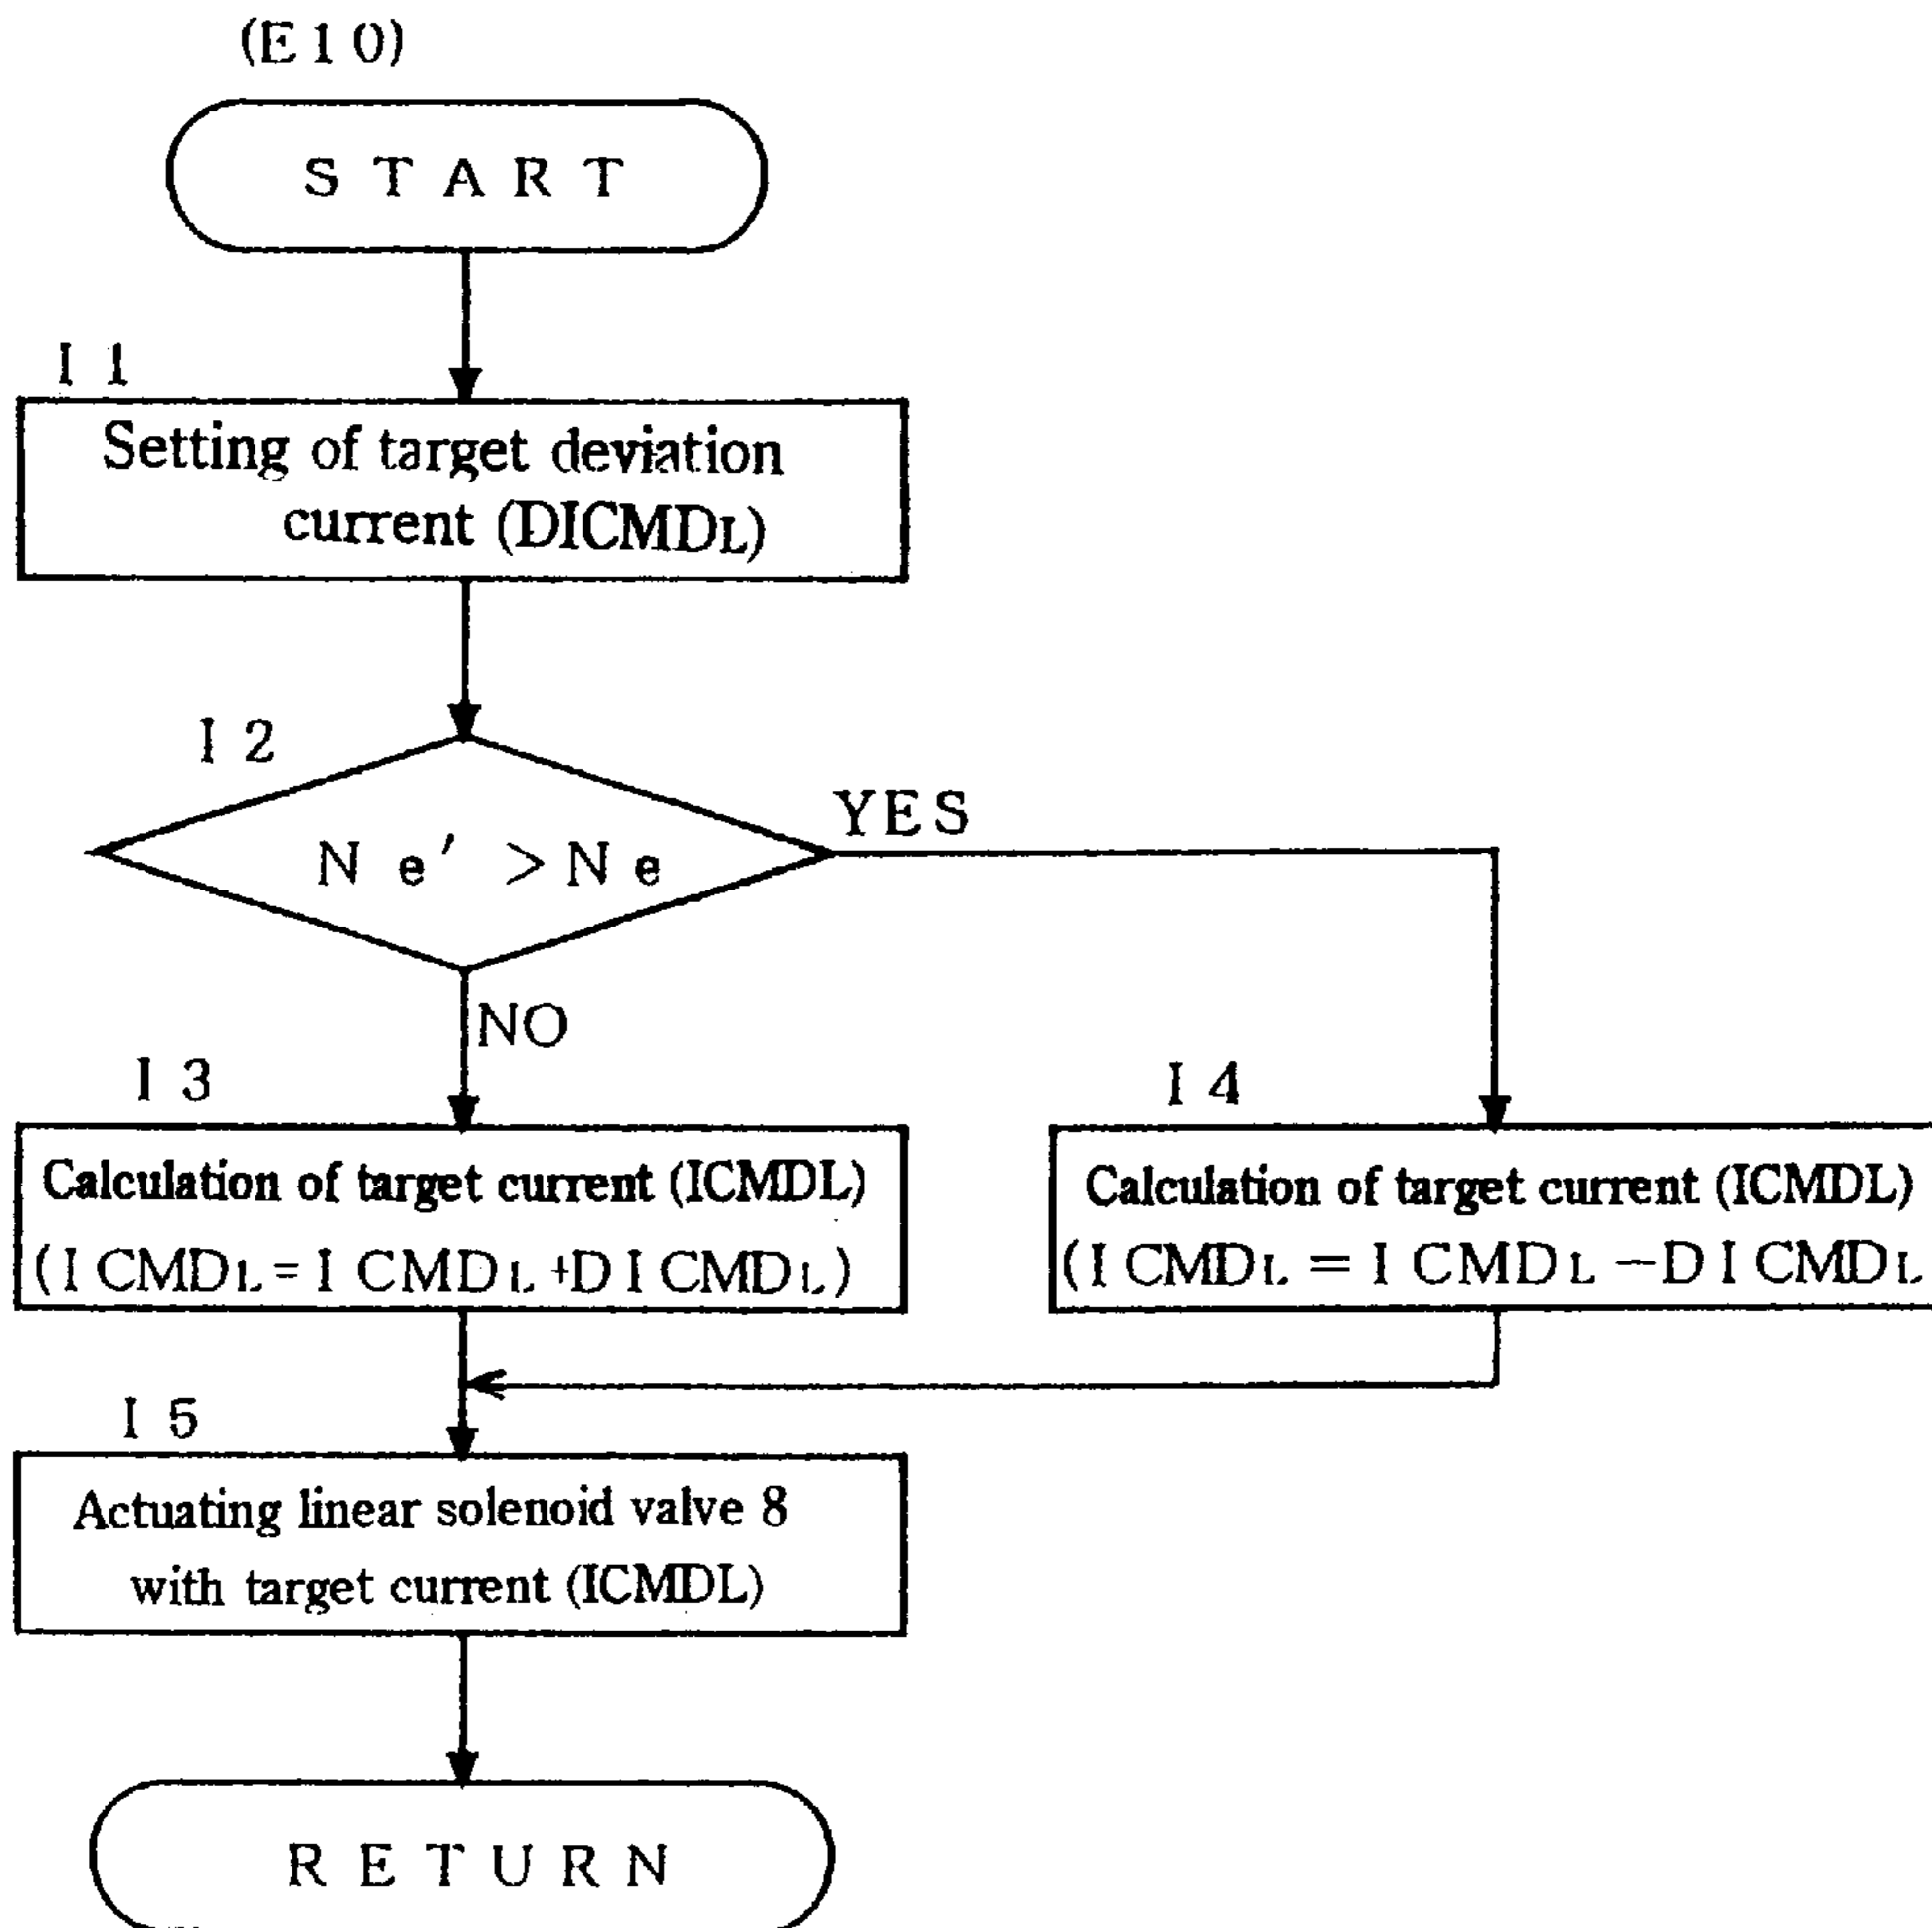 (E10)
START
I1
Setting of target deviation
current (DICMDL)
I2
YES
Ne' > Ne
NO
I3
I4
Calculation of target current (ICMDL)
(ICMDL = ICMDL +DICMDL)
Calculation of target current (ICMDL)
(ICMDL = ICMDL −DICMDL
I5
Actuating linear solenoid valve 8
with target current (ICMDL)
RETURN